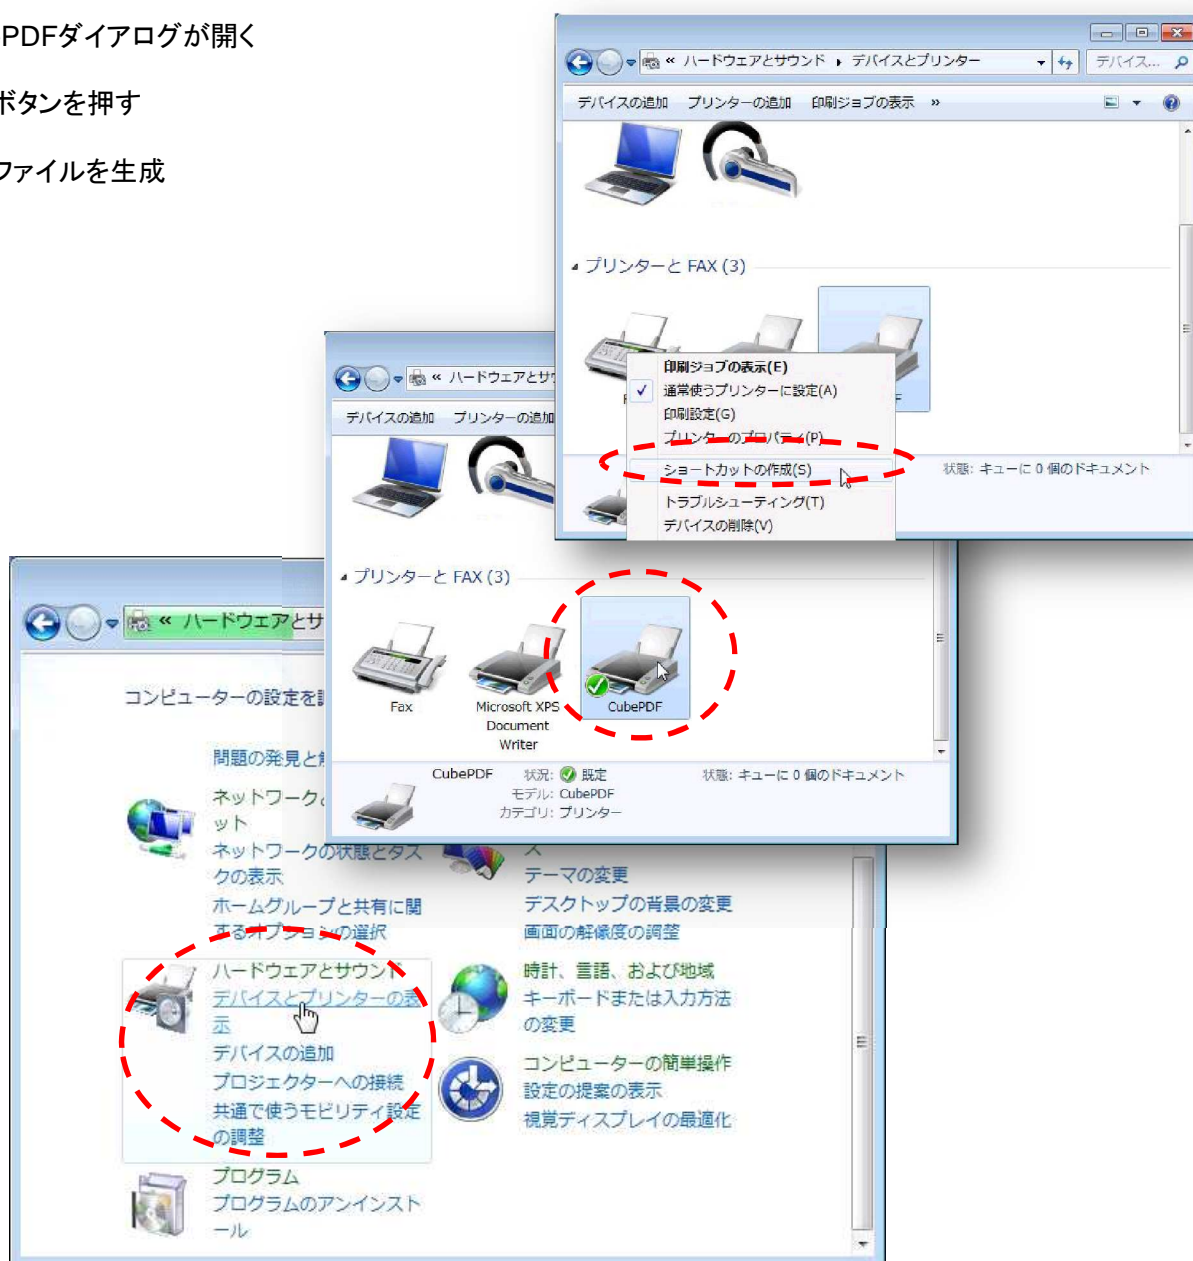 PDFダイアログが開く
ボタンを押す
ファイルを生成
« ハードウェアとサウンド ▸ デバイスとプリンター
デバイス...
デバイスの追加 プリンターの追加 印刷ジョブの表示 »
プリンターと FAX (3)
印刷ジョブの表示(E)
通常使うプリンターに設定(A)
印刷設定(G)
プリンターのプロパティ(P)
ショートカットの作成(S)
トラブルシューティング(T)
デバイスの削除(V)
状態: キューに 0 個のドキュメント
« ハードウェアとサウ
デバイスの追加 プリンターの追加
プリンターと FAX (3)
Fax
Microsoft XPS
Document
Writer
CubePDF
CubePDF 状況: 既定 状態: キューに 0 個のドキュメント
モデル: CubePDF
カテゴリ: プリンター
« ハードウェアとサ
コンピューターの設定を
問題の発見と
ネットワーク
ット
ネットワークの状態とタス
クの表示
ホームグループと共有に関
するオプションの選択
ハードウェアとサウンド
デバイスとプリンターの表
示
デバイスの追加
プロジェクターへの接続
共通で使うモビリティ設定
の調整
プログラム
プログラムのアンインスト
ール
ス
テーマの変更
デスクトップの背景の変更
画面の解像度の調整
時計、言語、および地域
キーボードまたは入力方法
の変更
コンピューターの簡単操作
設定の提案の表示
視覚ディスプレイの最適化